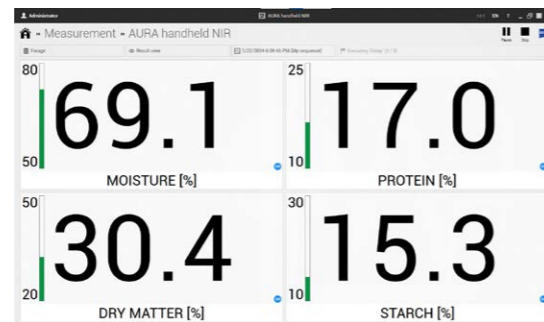 Administrator
AURA handheld NIR
EN
?
Measurement - AURA handheld NIR
Pause
Stop
Forage
Result view
80
69.1
50
MOISTURE [%]
25
17.0
10
PROTEIN [%]
50
30.4
20
DRY MATTER [%]
30
15.3
10
STARCH [%]